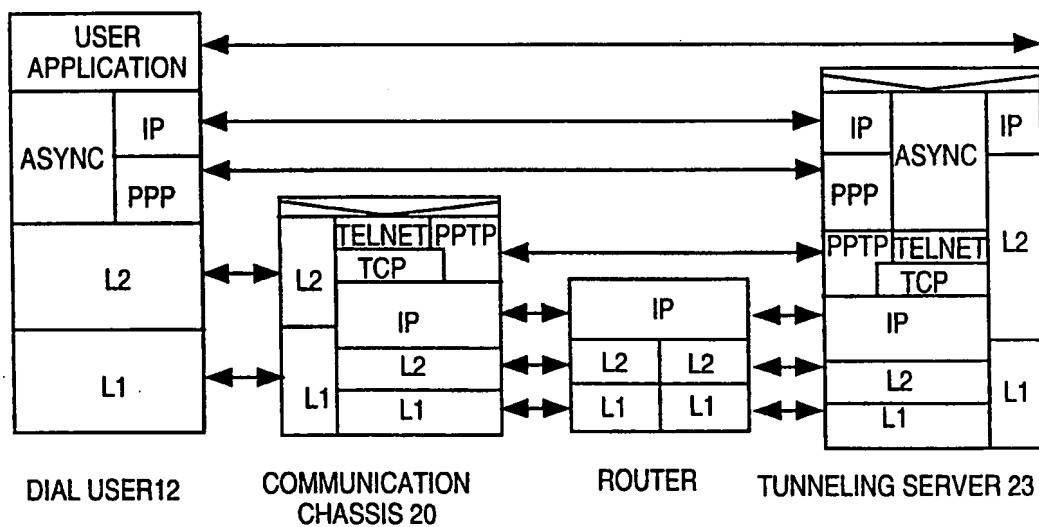 USER
APPLICATION
ASYNC
IP
PPP
L2
L1
DIAL USER12
L2
L1
TELNET
PPTP
TCP
IP
L2
L1
COMMUNICATION
CHASSIS 20
IP
L2
L2
L1
L1
ROUTER
IP
ASYNC
IP
PPP
L2
PPTP
TELNET
TCP
IP
L2
L1
L1
TUNNELING SERVER 23